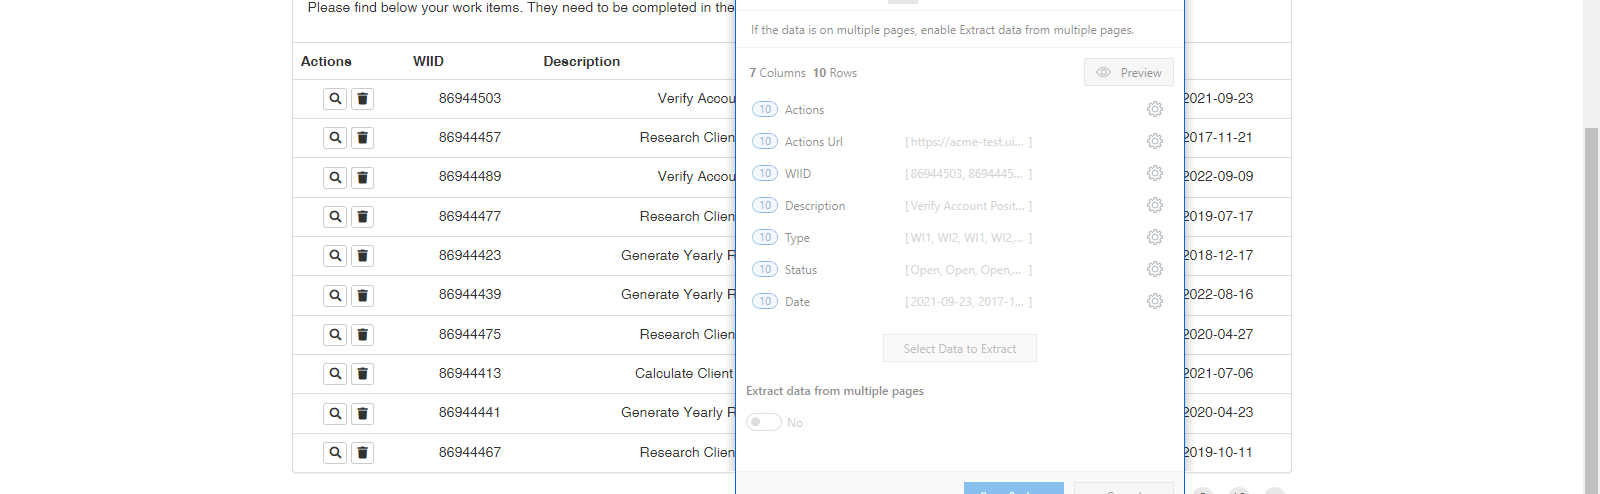 Please find below your work items. They need to be completed in the
If the data is on multiple pages, enable Extract data from multiple pages.
Actions WIID Description
7 Columns 10 Rows Preview
86944503 Verify Accou 2021-09-23
10 Actions
86944457 Research Clien 2017-11-21
10 Actions Url [https://acme-test.ui... ]
86944489 Verify Accou 2022-09-09
10 WIID [86944503, 8694445... ]
86944477 Research Clien 2019-07-17
10 Description [Verify Account Posit... ]
86944423 Generate Yearly R 2018-12-17
10 Type [WI1, WI2, WI1, WI2,... ]
10 Status [Open, Open, Open,... ]
86944439 Generate Yearly R 2022-08-16
10 Date [2021-09-23, 2017-1... ]
86944475 Research Clien 2020-04-27
Select Data to Extract
86944413 Calculate Client 2021-07-06
Extract data from multiple pages
86944441 Generate Yearly R 2020-04-23
No
86944467 Research Clien 2019-10-11